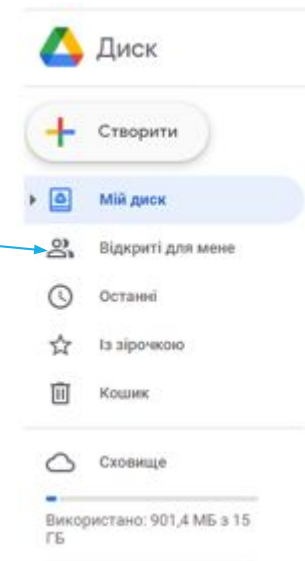 Диск
Створити
Мій диск
Відкриті для мене
Останні
Із зірочкою
Кошик
Сховище
Використано: 901,4 МБ з 15
ГБ